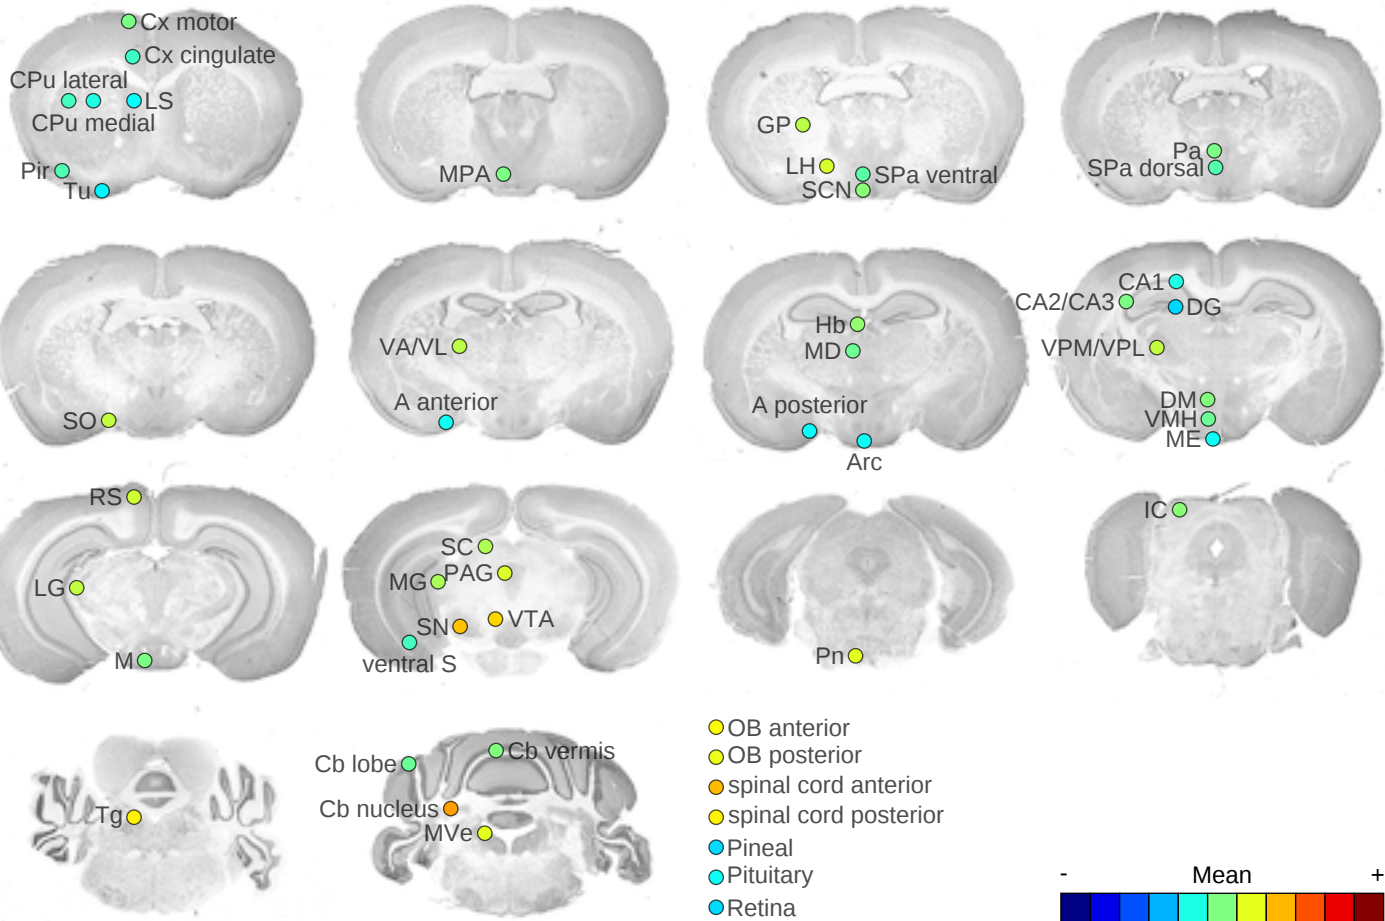 Cx motor
Cx cingulate
CPu lateral
LS
CPu medial
Pir
Tu
MPA
GP
LH
SPa ventral
SCN
Pa
SPa dorsal
SO
VA/VL
A anterior
Hb
MD
A posterior
Arc
CA1
CA2/CA3
DG
VPM/VPL
DM
VMH
ME
RS
LG
M
SC
MG
PAG
SN
VTA
ventral S
Pn
IC
Tg
Cb lobe
Cb vermis
Cb nucleus
MVe
OB anterior
OB posterior
spinal cord anterior
spinal cord posterior
Pineal
Pituitary
Retina
- Mean +